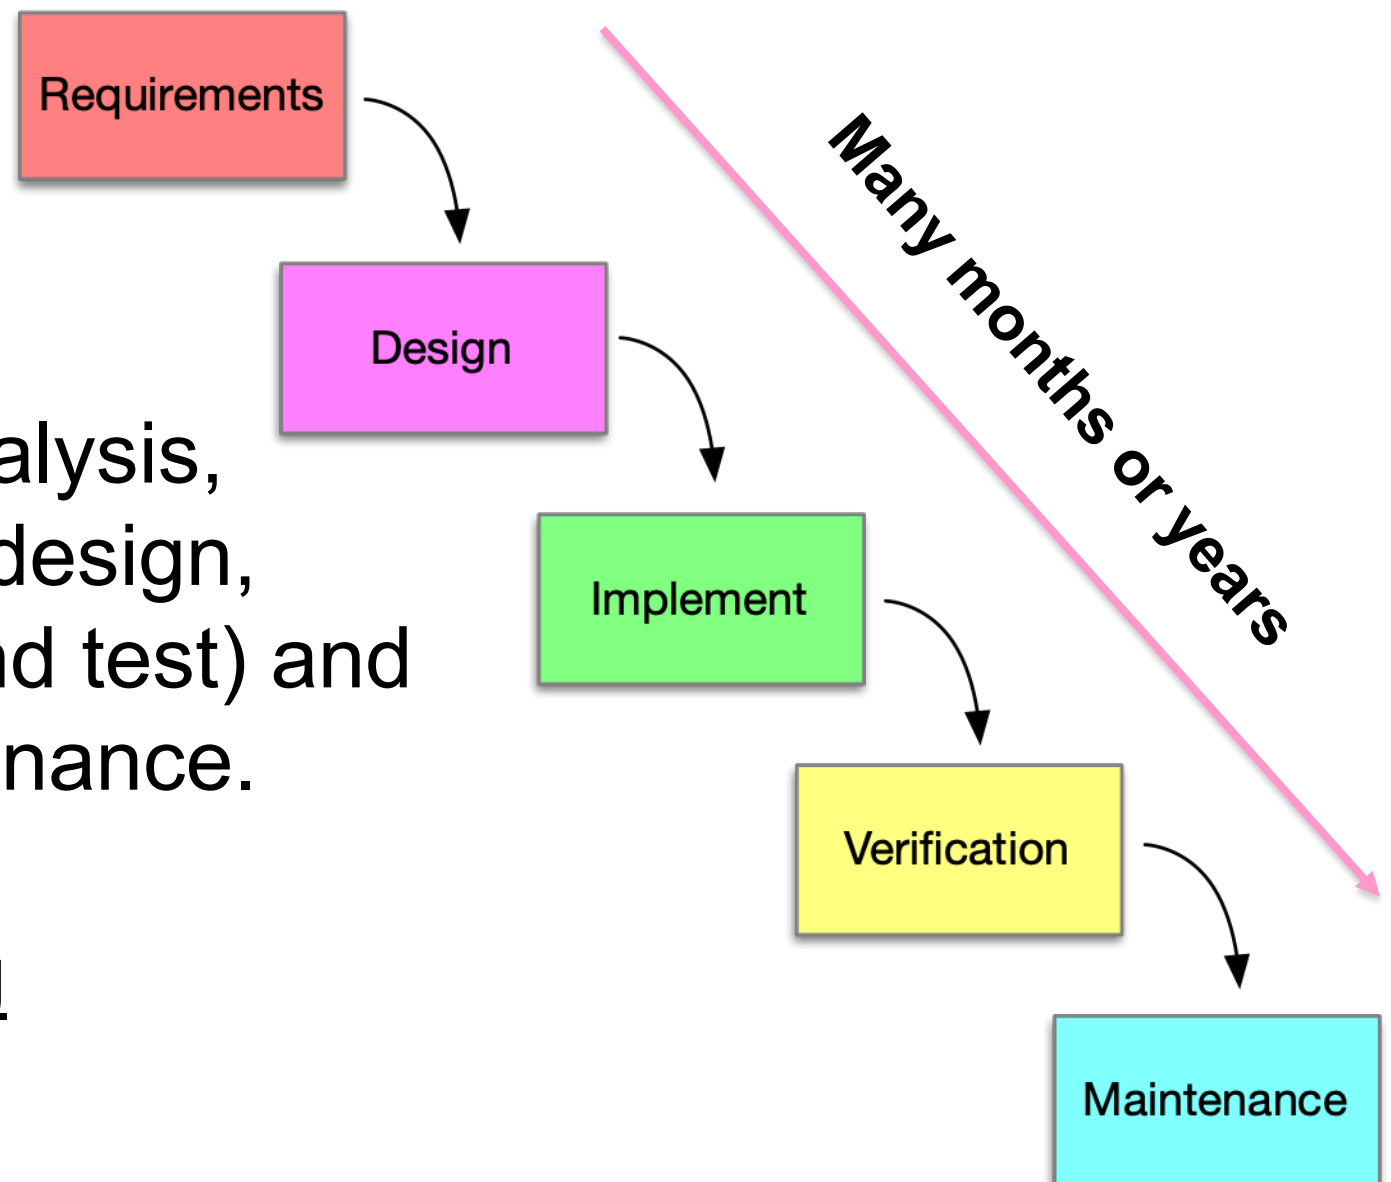 Requirements
Many months or years
Design
alysis,
design,
Implement
nd test) and
nance.
Verification
Maintenance